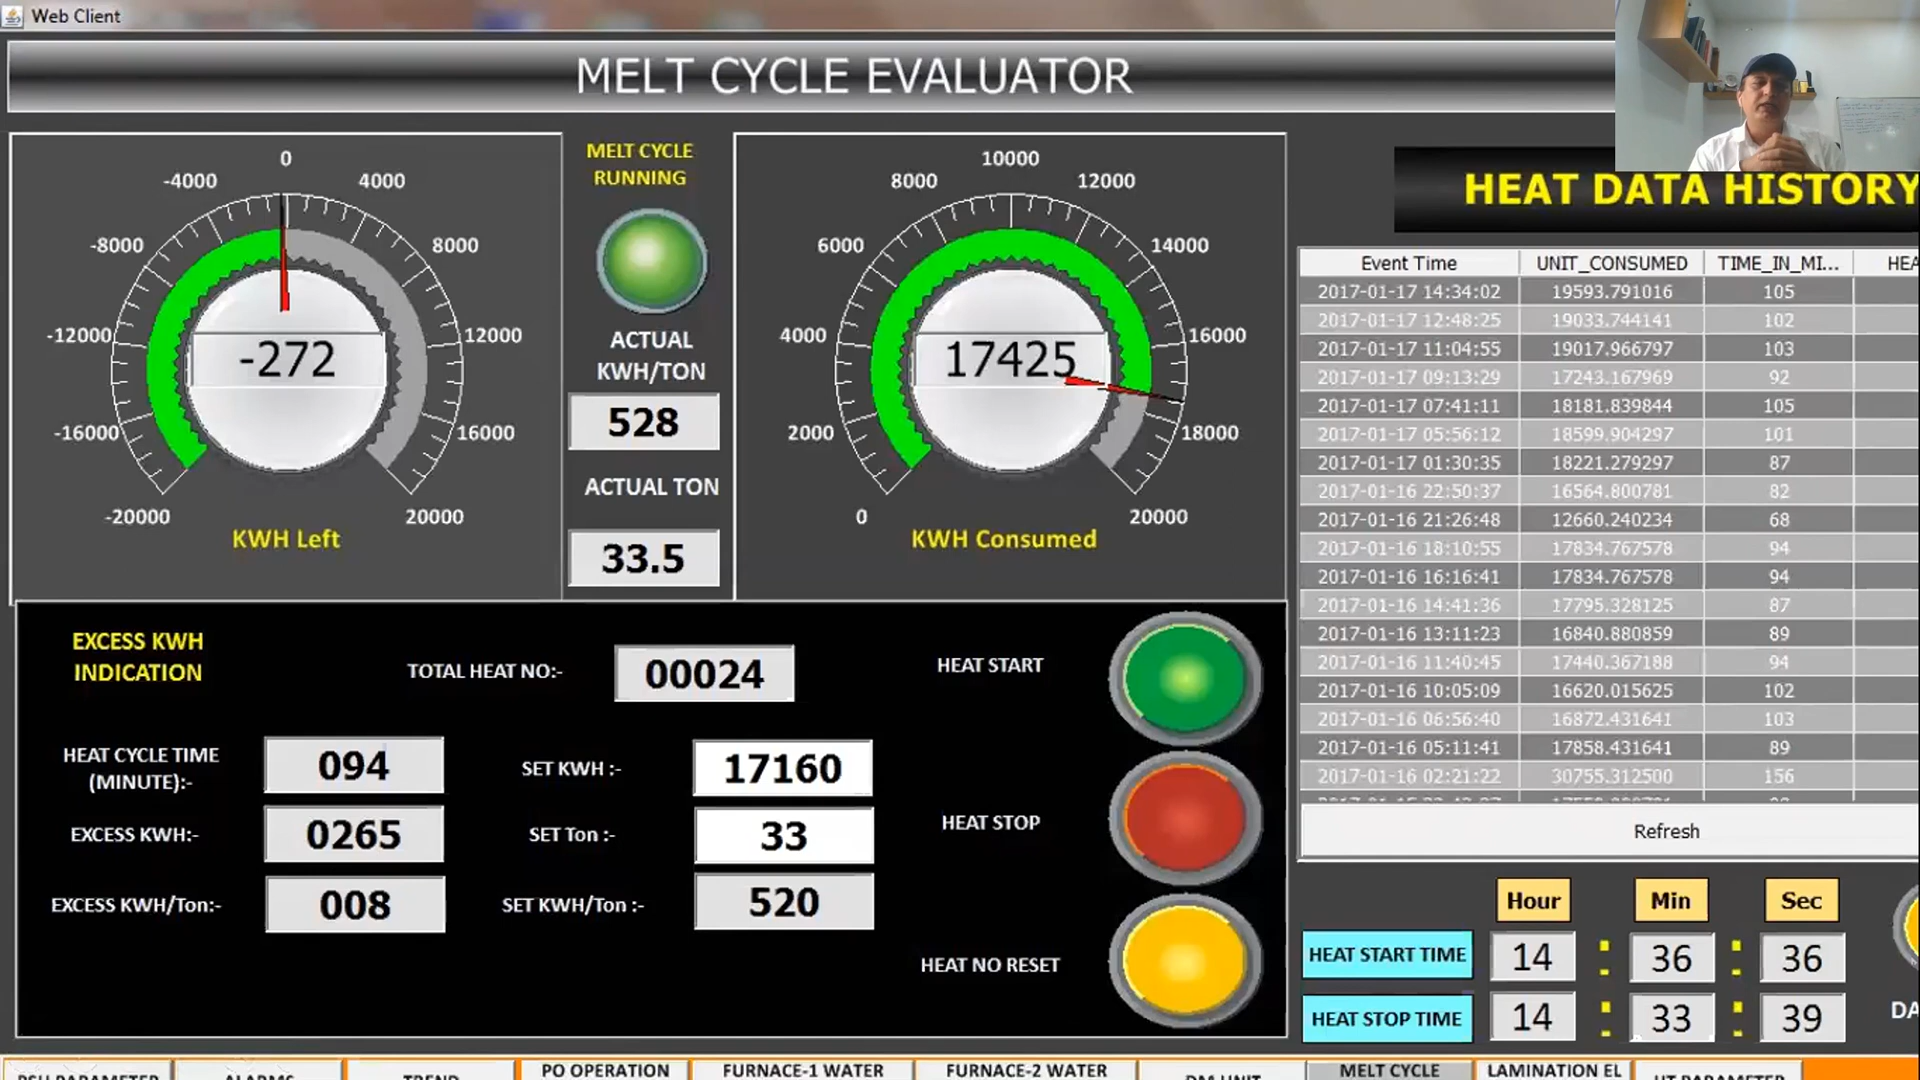 Web Client
MELT CYCLE EVALUATOR
0
-4000
4000
-8000
8000
-12000
12000
-16000
16000
-20000
20000
-272
KWH Left
MELT CYCLE
RUNNING
ACTUAL
KWH/TON
528
ACTUAL TON
33.5
10000
8000
12000
6000
14000
4000
16000
2000
18000
0
20000
17425
KWH Consumed
HEAT DATA HISTORY
Event Time UNIT_CONSUMED TIME_IN_MI... HEA
2017-01-17 14:34:02 19593.791016 105
2017-01-17 12:48:25 19033.744141 102
2017-01-17 11:04:55 19017.966797 103
2017-01-17 09:13:29 17243.167969 92
2017-01-17 07:41:11 18181.839844 105
2017-01-17 05:56:12 18599.904297 101
2017-01-17 01:30:35 18221.279297 87
2017-01-16 22:50:37 16564.800781 82
2017-01-16 21:26:48 12660.240234 68
2017-01-16 18:10:55 17834.767578 94
2017-01-16 16:16:41 17834.767578 94
2017-01-16 14:41:36 17795.328125 87
2017-01-16 13:11:23 16840.880859 89
2017-01-16 11:40:45 17440.367188 94
2017-01-16 10:05:09 16620.015625 102
2017-01-16 06:56:40 16872.431641 103
2017-01-16 05:11:41 17858.431641 89
2017-01-16 02:21:22 30755.312500 156
Refresh
EXCESS KWH
INDICATION
TOTAL HEAT NO:- 00024
HEAT START
HEAT CYCLE TIME
(MINUTE):- 094
SET KWH :- 17160
EXCESS KWH:- 0265
SET Ton :- 33
HEAT STOP
EXCESS KWH/Ton:- 008
SET KWH/Ton :- 520
HEAT NO RESET
Hour Min Sec
HEAT START TIME 14 : 36 : 36
HEAT STOP TIME 14 : 33 : 39
DA
PARAMETER
ALARMS
TREND
PO OPERATION
FURNACE-1 WATER
FURNACE-2 WATER
DM UNIT
MELT CYCLE
LAMINATION EL
HT PARAMETER